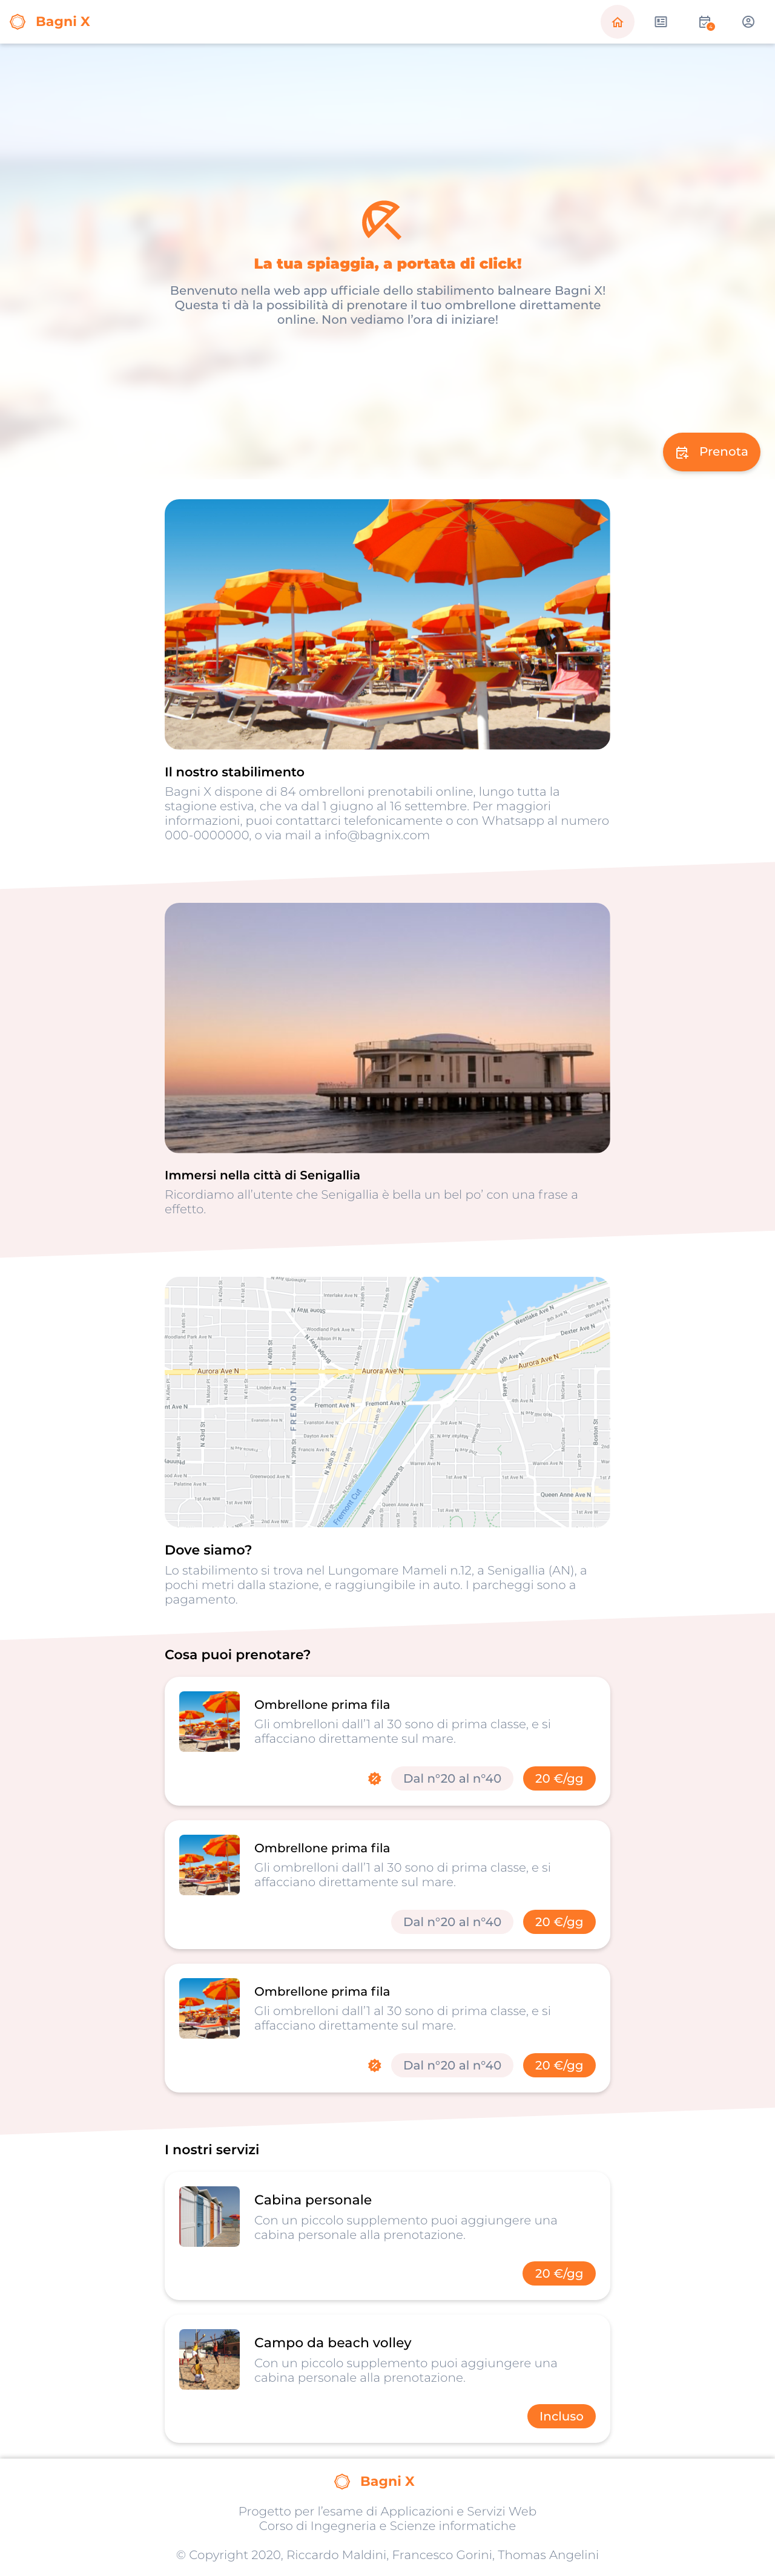 Bagni X
La tua spiaggia, a portata di click!
Benvenuto nella web app ufficiale dello stabilimento balneare Bagni X!
Questa ti dà la possibilità di prenotare il tuo ombrellone direttamente
online. Non vediamo l’ora di iniziare!
Prenota
Il nostro stabilimento
Bagni X dispone di 84 ombrelloni prenotabili online, lungo tutta la
stagione estiva, che va dal 1 giugno al 16 settembre. Per maggiori
informazioni, puoi contattarci telefonicamente o con Whatsapp al numero
000-0000000, o via mail a info@bagnix.com
Immersi nella città di Senigallia
Ricordiamo all’utente che Senigallia è bella un bel po’ con una frase a
effetto.
Aurora Ave N
Aurora Ave N
Aurora Ave N
FREMONT
Fremont Ave N
Fremont Ave N
Fremont Cut
Queen Anne Ave N
Westlake Ave N
Dexter Ave N
Dove siamo?
Lo stabilimento si trova nel Lungomare Mameli n.12, a Senigallia (AN), a
pochi metri dalla stazione, e raggiungibile in auto. I parcheggi sono a
pagamento.
Cosa puoi prenotare?
Ombrellone prima fila
Gli ombrelloni dall’1 al 30 sono di prima classe, e si
affacciano direttamente sul mare.
Dal n°20 al n°40
20 €/gg
Ombrellone prima fila
Gli ombrelloni dall’1 al 30 sono di prima classe, e si
affacciano direttamente sul mare.
Dal n°20 al n°40
20 €/gg
Ombrellone prima fila
Gli ombrelloni dall’1 al 30 sono di prima classe, e si
affacciano direttamente sul mare.
Dal n°20 al n°40
20 €/gg
I nostri servizi
Cabina personale
Con un piccolo supplemento puoi aggiungere una
cabina personale alla prenotazione.
20 €/gg
Campo da beach volley
Con un piccolo supplemento puoi aggiungere una
cabina personale alla prenotazione.
Incluso
Bagni X
Progetto per l’esame di Applicazioni e Servizi Web
Corso di Ingegneria e Scienze informatiche
© Copyright 2020, Riccardo Maldini, Francesco Gorini, Thomas Angelini